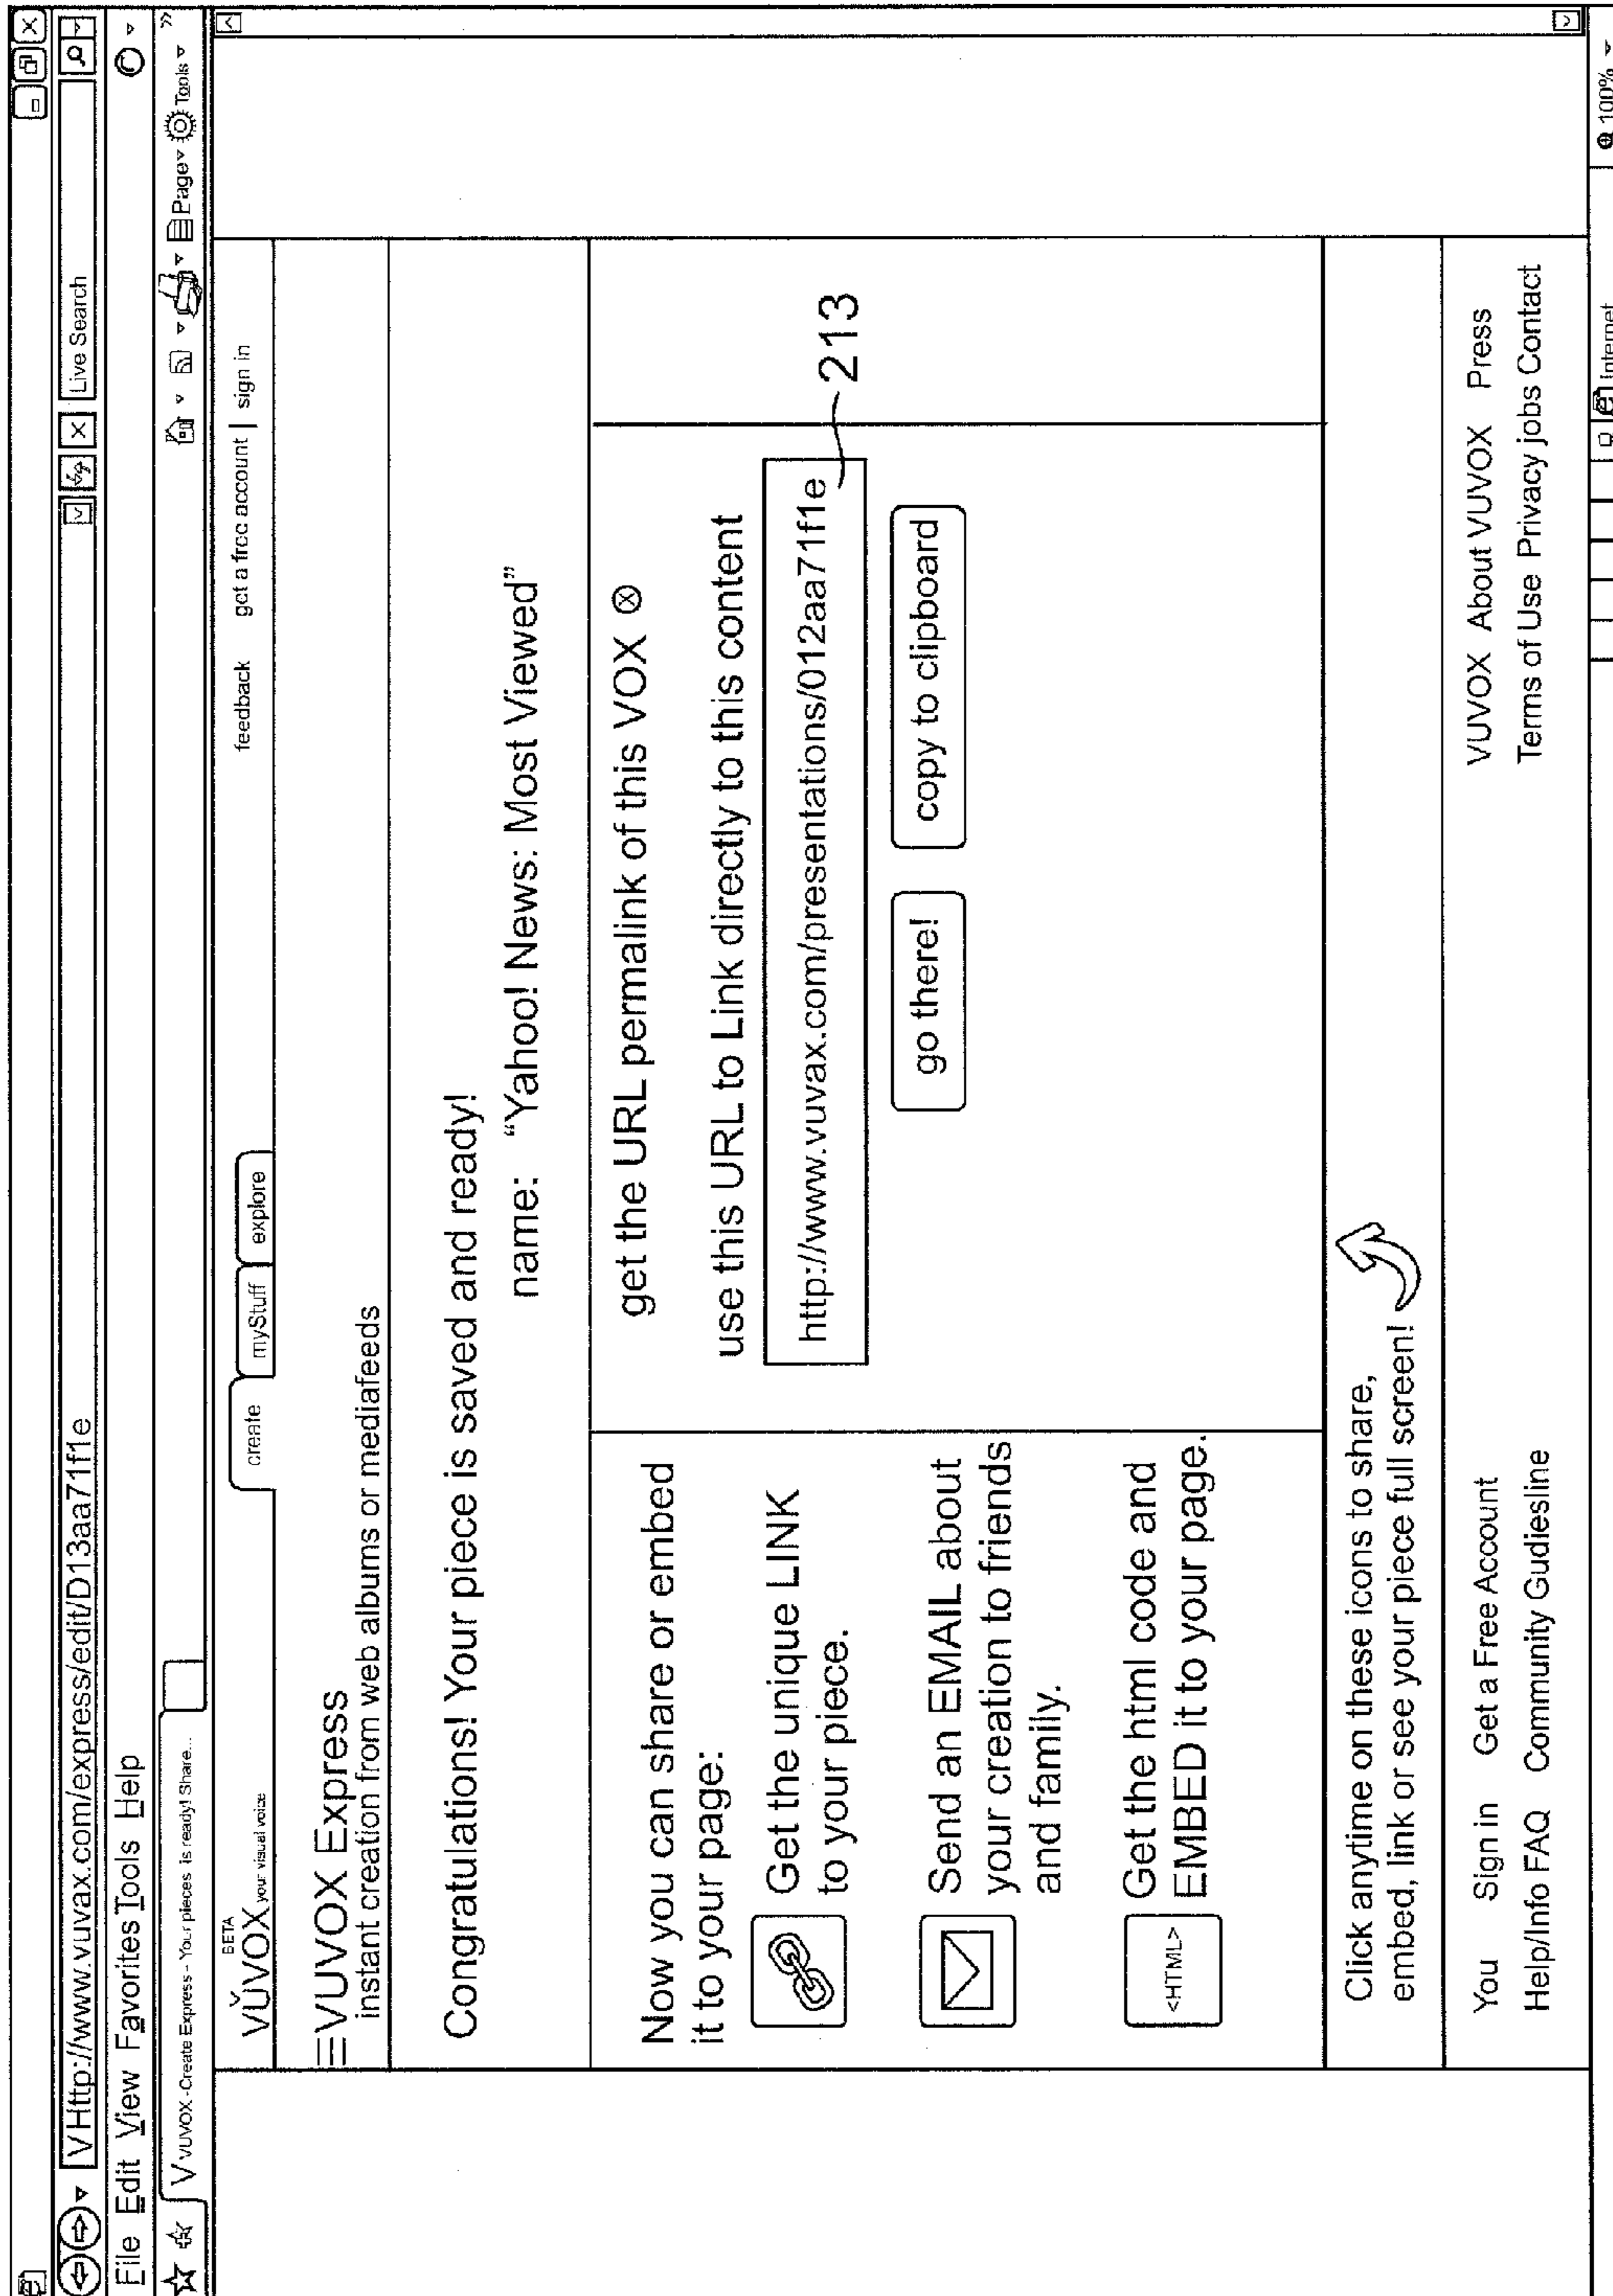 V Http://www.vuvax.com/express/edit/D13aa71f1e
Live Search
File Edit View Favorites Tools Help
V VUVOX - Create Express - Your pieces is ready! Share...
Page Tools »
BETA
VUVOX your visual voice
create myStuff explore
feedback get a free account | sign in
VUVOX Express
instant creation from web albums or mediafeeds
Congratulations! Your piece is saved and ready!
name: “Yahoo! News: Most Viewed”
Now you can share or embed
it to your page:
Get the unique LINK
to your piece.
Send an EMAIL about
your creation to friends
and family.
<HTML>
Get the html code and
EMBED it to your page.
get the URL permalink of this VOX
use this URL to Link directly to this content
http://www.vuvax.com/presentations/012aa71f1e
213
go there! copy to clipboard
Click anytime on these icons to share,
embed, link or see your piece full screen!
You Sign in Get a Free Account
Help/Info FAQ Community Gudiesline
VUVOX About VUVOX Press
Terms of Use Privacy jobs Contact
Internet
100%